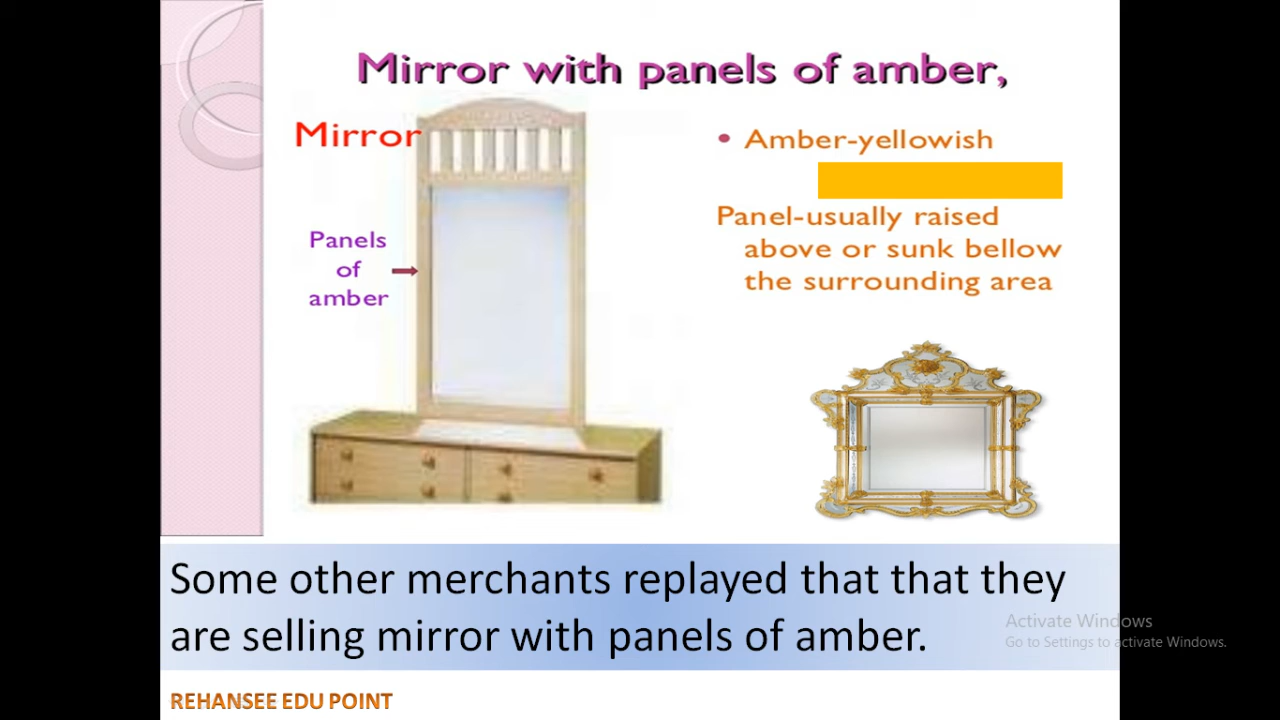 Mirror with panels of amber,
Mirror
Panels
of
amber
Amber-yellowish
Panel-usually raised
above or sunk bellow
the surrounding area
Some other merchants replayed that that they
are selling mirror with panels of amber.
Activate Windows
Go to Settings to activate Windows.
REHANSEE EDU POINT